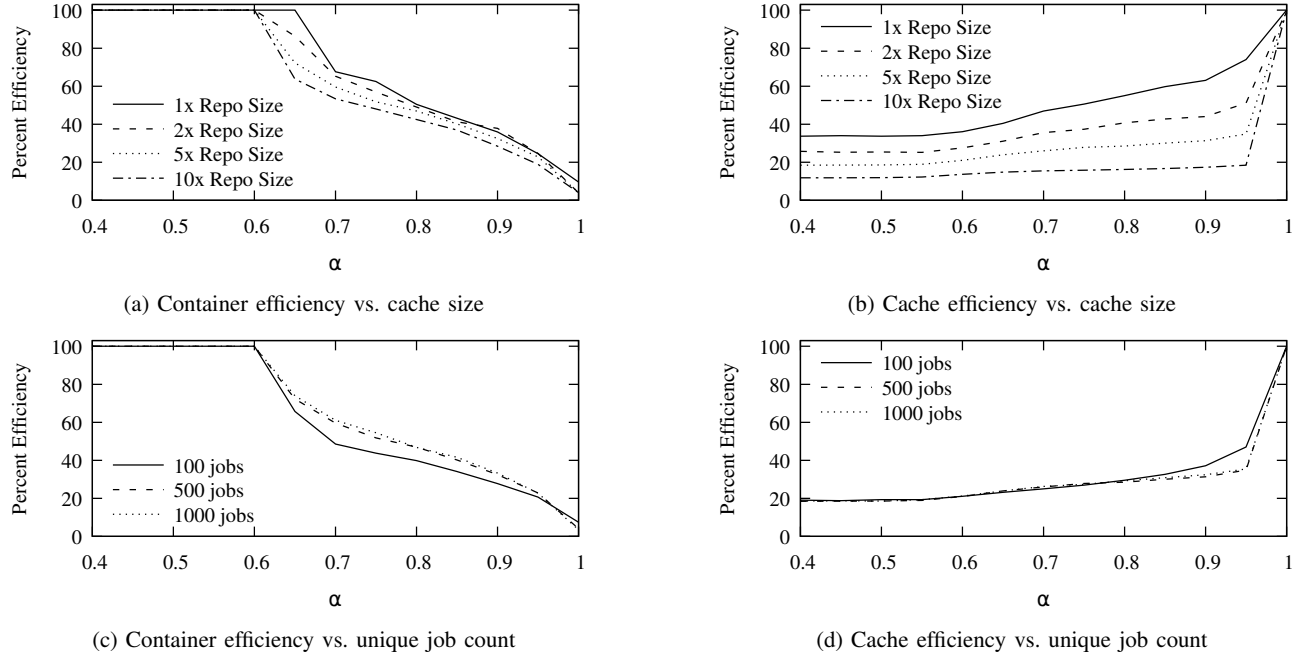 100
80
60
40
20
0
Percent Efficiency
1x Repo Size
2x Repo Size
5x Repo Size
10x Repo Size
0.4 0.5 0.6 0.7 0.8 0.9 1
α
(a) Container efficiency vs. cache size
100
80
60
40
20
0
Percent Efficiency
1x Repo Size
2x Repo Size
5x Repo Size
10x Repo Size
0.4 0.5 0.6 0.7 0.8 0.9 1
α
(b) Cache efficiency vs. cache size
100
80
60
40
20
0
Percent Efficiency
100 jobs
500 jobs
1000 jobs
0.4 0.5 0.6 0.7 0.8 0.9 1
α
(c) Container efficiency vs. unique job count
100
80
60
40
20
0
Percent Efficiency
100 jobs
500 jobs
1000 jobs
0.4 0.5 0.6 0.7 0.8 0.9 1
α
(d) Cache efficiency vs. unique job count